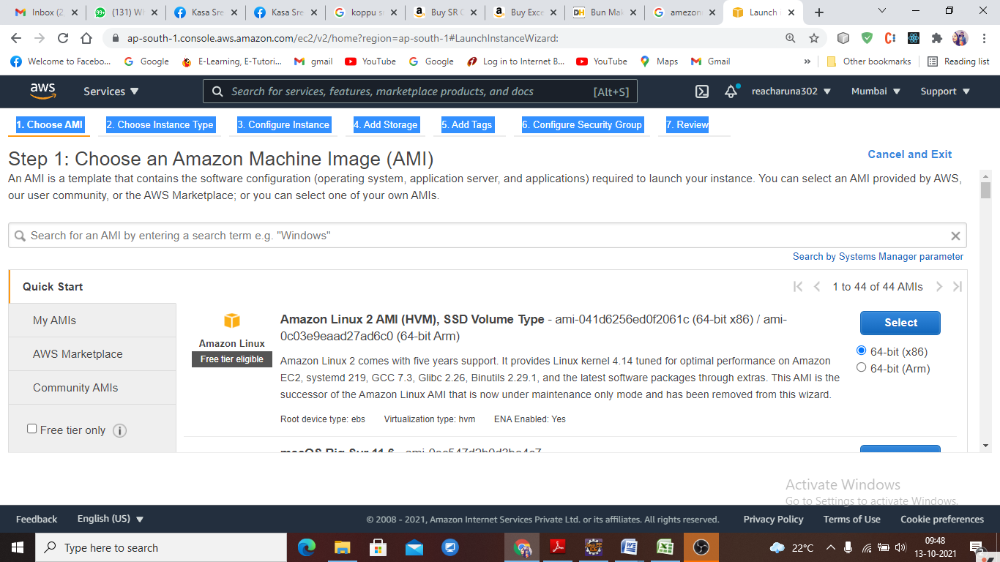 Inbox (2
99+ (131) W
Kasa Sre
Kasa Sre
koppu s
Buy SR C
Buy Exce
DH Bun Mak
amezon
Launch
ap-south-1.console.aws.amazon.com/ec2/v2/home?region=ap-south-1#LaunchInstanceWizard:
Welcome to Facebo...
Google
E-Learning, E-Tutori...
gmail
YouTube
Google
Log in to Internet B...
YouTube
Maps
Gmail
»
Other bookmarks
Reading list
aws
Services
Search for services, features, marketplace products, and docs
[Alt+S]
reacharuna302
Mumbai
Support
1. Choose AMI
2. Choose Instance Type
3. Configure Instance
4. Add Storage
5. Add Tags
6. Configure Security Group
7. Review
Step 1: Choose an Amazon Machine Image (AMI)
Cancel and Exit
An AMI is a template that contains the software configuration (operating system, application server, and applications) required to launch your instance. You can select an AMI provided by AWS,
our user community, or the AWS Marketplace; or you can select one of your own AMIs.
Search for an AMI by entering a search term e.g. "Windows"
Search by Systems Manager parameter
Quick Start
1 to 44 of 44 AMIs
My AMIs
AWS Marketplace
Community AMIs
Free tier only
Amazon Linux
Free tier eligible
Amazon Linux 2 AMI (HVM), SSD Volume Type - ami-041d6256ed0f2061c (64-bit x86) / ami-
0c03e9eaad27ad6c0 (64-bit Arm)
Amazon Linux 2 comes with five years support. It provides Linux kernel 4.14 tuned for optimal performance on Amazon
EC2, systemd 219, GCC 7.3, Glibc 2.26, Binutils 2.29.1, and the latest software packages through extras. This AMI is the
successor of the Amazon Linux AMI that is now under maintenance only mode and has been removed from this wizard.
Root device type: ebs
Virtualization type: hvm
ENA Enabled: Yes
Select
64-bit (x86)
64-bit (Arm)
macOS Big Sur 11.6 -
Activate Windows
Go to Settings to activate Windows.
Feedback
English (US)
© 2008 - 2021, Amazon Internet Services Private Ltd. or its affiliates. All rights reserved.
Privacy Policy
Terms of Use
Cookie preferences
Type here to search
22°C
09:48
13-10-2021
2